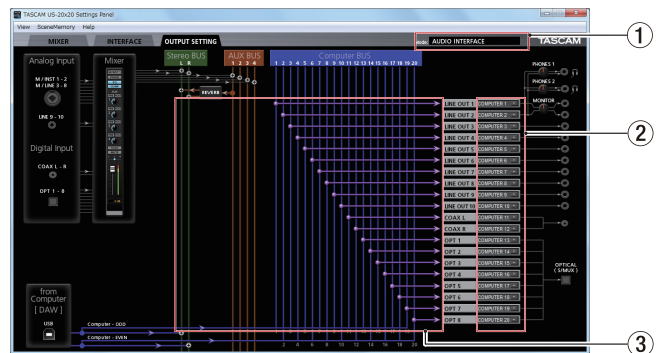 TASCAM US-20x20 Settings Panel
View SceneMemory Help
MIXER INTERFACE OUTPUT SETTING
Mode: AUDIO INTERFACE
TASCAM
1
Analog Input
M / INST 1 - 2
M / LINE 3 - 8
LINE 9 - 10
Digital Input
COAX L - R
OPT 1 - 8
Mixer
Stereo BUS
L R
AUX BUS
1 2 3 4
Computer BUS
1 2 3 4 5 6 7 8 9 10 11 12 13 14 15 16 17 18 19 20
REVERB
PHONES 1
PHONES 2
MONITOR
LINE OUT 1 COMPUTER 1
LINE OUT 2 COMPUTER 2
LINE OUT 3 COMPUTER 3
LINE OUT 4 COMPUTER 4
LINE OUT 5 COMPUTER 5
LINE OUT 6 COMPUTER 6
LINE OUT 7 COMPUTER 7
LINE OUT 8 COMPUTER 8
LINE OUT 9 COMPUTER 9
LINE OUT 10 COMPUTER 10
COAX L COMPUTER 11
COAX R COMPUTER 12
OPT 1 COMPUTER 13
OPT 2 COMPUTER 14
OPT 3 COMPUTER 15
OPT 4 COMPUTER 16
OPT 5 COMPUTER 17
OPT 6 COMPUTER 18
OPT 7 COMPUTER 19
OPT 8 COMPUTER 20
2
OPTICAL
( S/MUX )
from
Computer
[ DAW ]
USB
Computer - ODD
Computer - EVEN
2 4 6 8 10 12 14 16 18 20
3